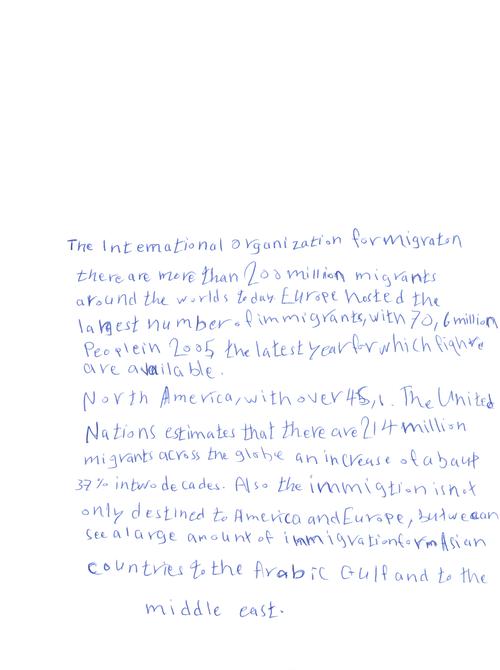 The International Organization for migraton
there are more than 200 million migrants
around the worlds today Europe hosted the
largest number of immigrants, with 70,6 million
People in 2005 the latest year for which fighre
are available.
North America, with over 45,1. The United
Nations estimates that there are 214 million
migrants across the globe an increase of abaut
37% in two decades. Also the immigtion is not
only destined to America and Europe, but we can
see a large amount of immigration form Asian
countries to the Arabic Gulf and to the
middle east.